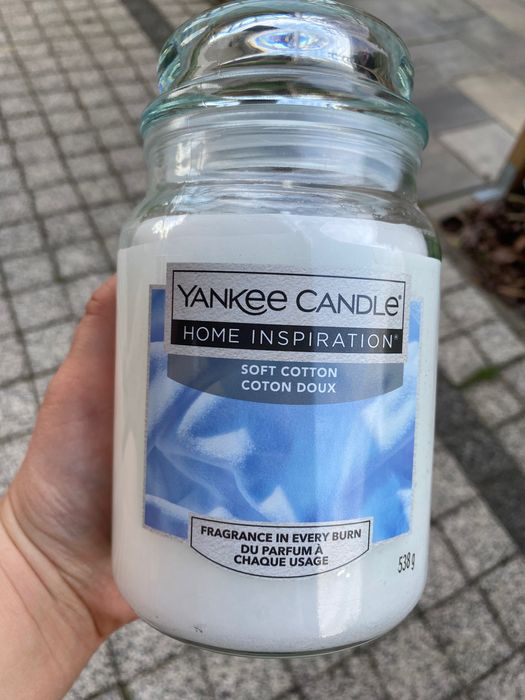 YANKEE CANDLE®
HOME INSPIRATION®
SOFT COTTON
COTON DOUX
FRAGRANCE IN EVERY BURN
DU PARFUM À
CHAQUE USAGE
538 g